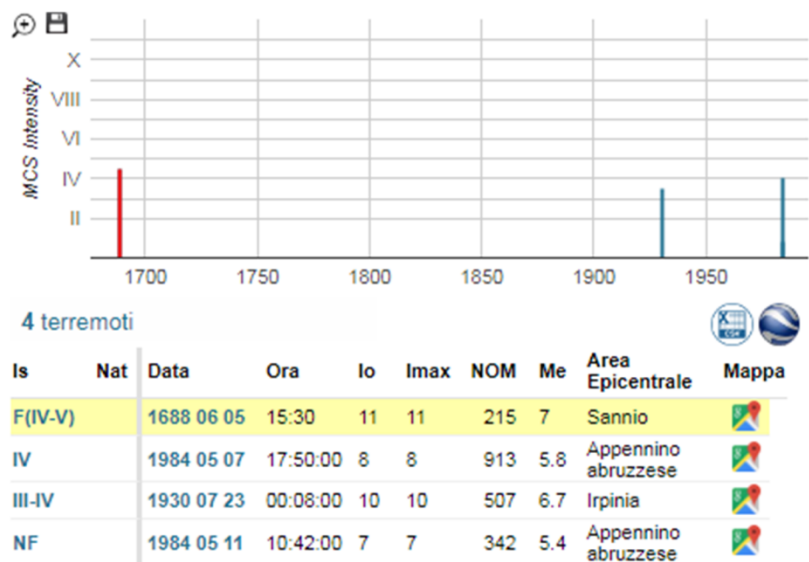 X
VIII
VI
IV
II
MCS Intensity
1700 1750 1800 1850 1900 1950
4 terremoti
Is Nat Data Ora Io Imax NOM Me Area Epicentrale Mappa
F(IV-V) 1688 06 05 15:30 11 11 215 7 Sannio
IV 1984 05 07 17:50:00 8 8 913 5.8 Appennino abruzzese
III-IV 1930 07 23 00:08:00 10 10 507 6.7 Irpinia
NF 1984 05 11 10:42:00 7 7 342 5.4 Appennino abruzzese